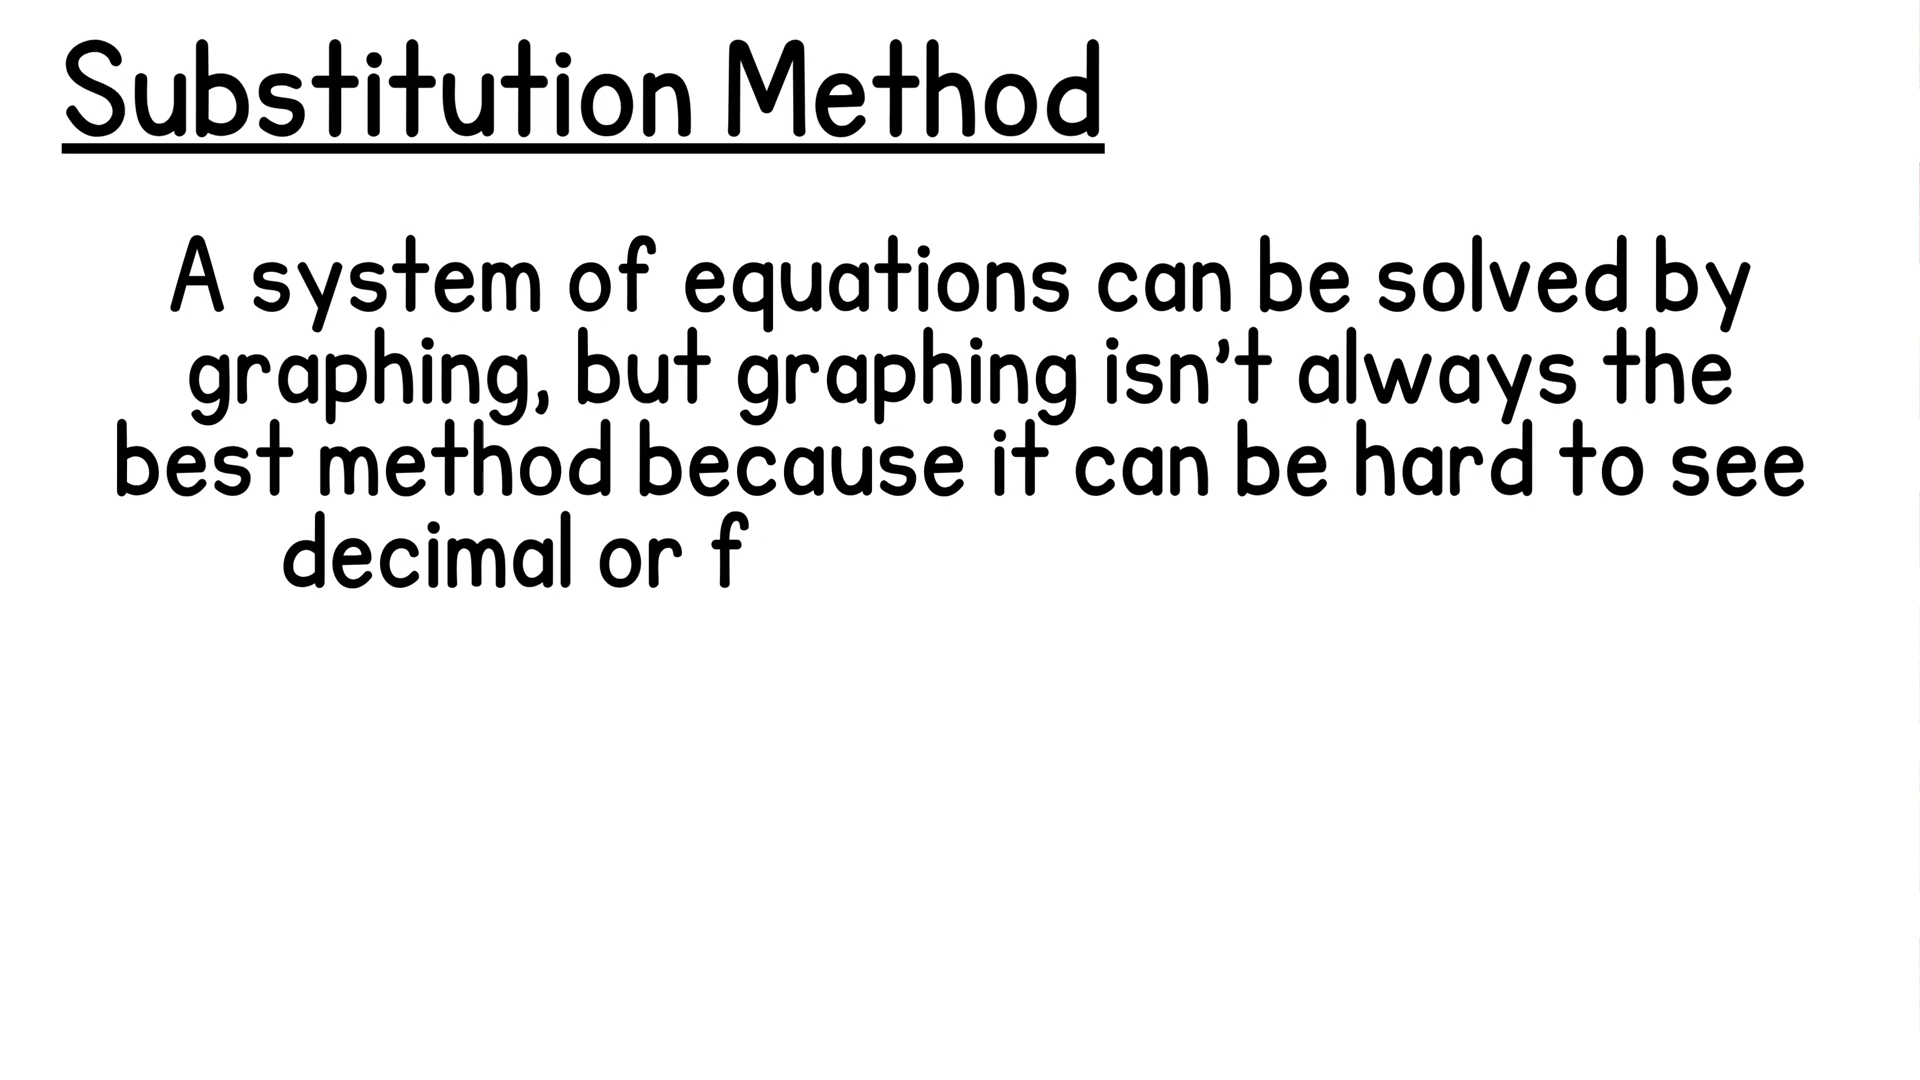 Substitution Method
A system of equations can be solved by
graphing, but graphing isn’t always the
best method because it can be hard to see
decimal or f